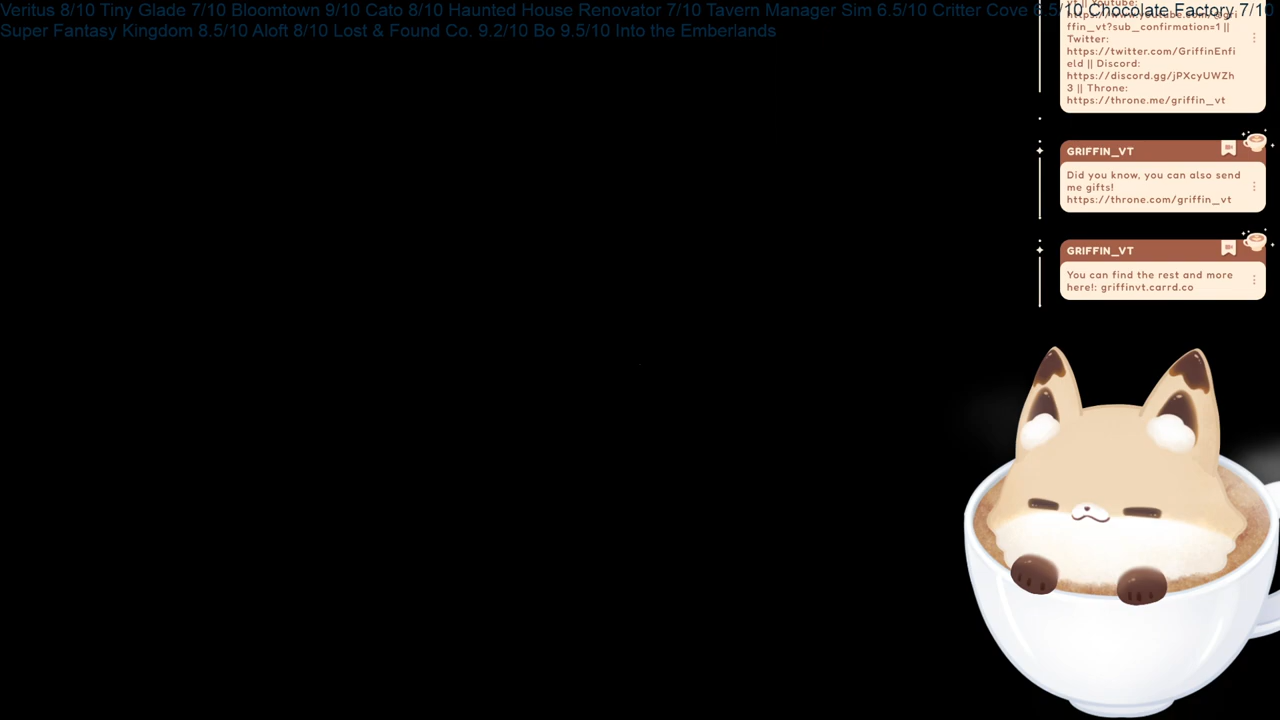 Veritus 8/10 Tiny Glade 7/10 Bloomtown 9/10 Cato 8/10 Haunted House Renovator 7/10 Tavern Manager Sim 6.5/10 Critter Cove 6.5/10 Chocolate Factory 7/10
Super Fantasy Kingdom 8.5/10 Aloft 8/10 Lost & Found Co. 9.2/10 Bo 9.5/10 Into the Emberlands
ffin_vt?sub_confirmation=1 ||
Twitter:
https://twitter.com/GriffinEnfi
eld || Discord:
https://discord.gg/jPXcyUWZh
3 || Throne:
https://throne.me/griffin_vt
GRIFFIN_VT
Did you know, you can also send
me gifts!
https://throne.com/griffin_vt
GRIFFIN_VT
You can find the rest and more
here!: griffinvt.carrd.co